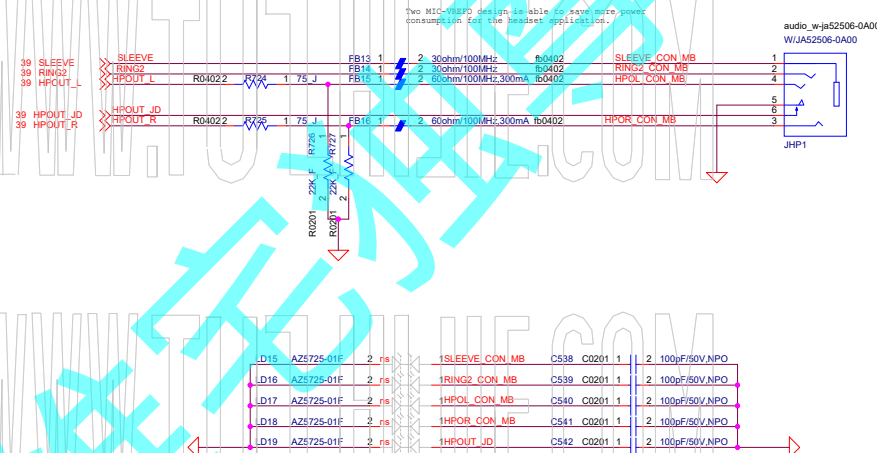 Two MIC-VREFO design is able to save more power
consumption for the headset application.
audio_w-ja52506-0A00
W/JA52506-0A00
39 SLEEVE SLEEVE FB13 1 2 30ohm/100MHz fb0402 SLEEVE_CON_MB 1
39 RING2 RING2 FB14 1 2 30ohm/100MHz fb0402 RING2_CON_MB 2
39 HPOUT_L HPOUT_L R0402 2 R724 1 75_J FB15 1 2 60ohm/100MHz,300mA fb0402 HPOL_CON_MB 4
5
39 HPOUT_JD HPOUT_JD 6
39 HPOUT_R HPOUT_R R0402 2 R725 1 75_J FB16 1 2 60ohm/100MHz,300mA fb0402 HPOR_CON_MB 3
JHP1
R0201 2 22K_F R726 1
R0201 2 22K_F R727 1
LD15 AZ5725-01F 2 ns 1 SLEEVE_CON_MB C538 C0201 1 2 100pF/50V,NPO
LD16 AZ5725-01F 2 ns 1 RING2_CON_MB C539 C0201 1 2 100pF/50V,NPO
LD17 AZ5725-01F 2 ns 1 HPOL_CON_MB C540 C0201 1 2 100pF/50V,NPO
LD18 AZ5725-01F 2 ns 1 HPOR_CON_MB C541 C0201 1 2 100pF/50V,NPO
LD19 AZ5725-01F 2 ns 1 HPOUT_JD C542 C0201 1 2 100pF/50V,NPO